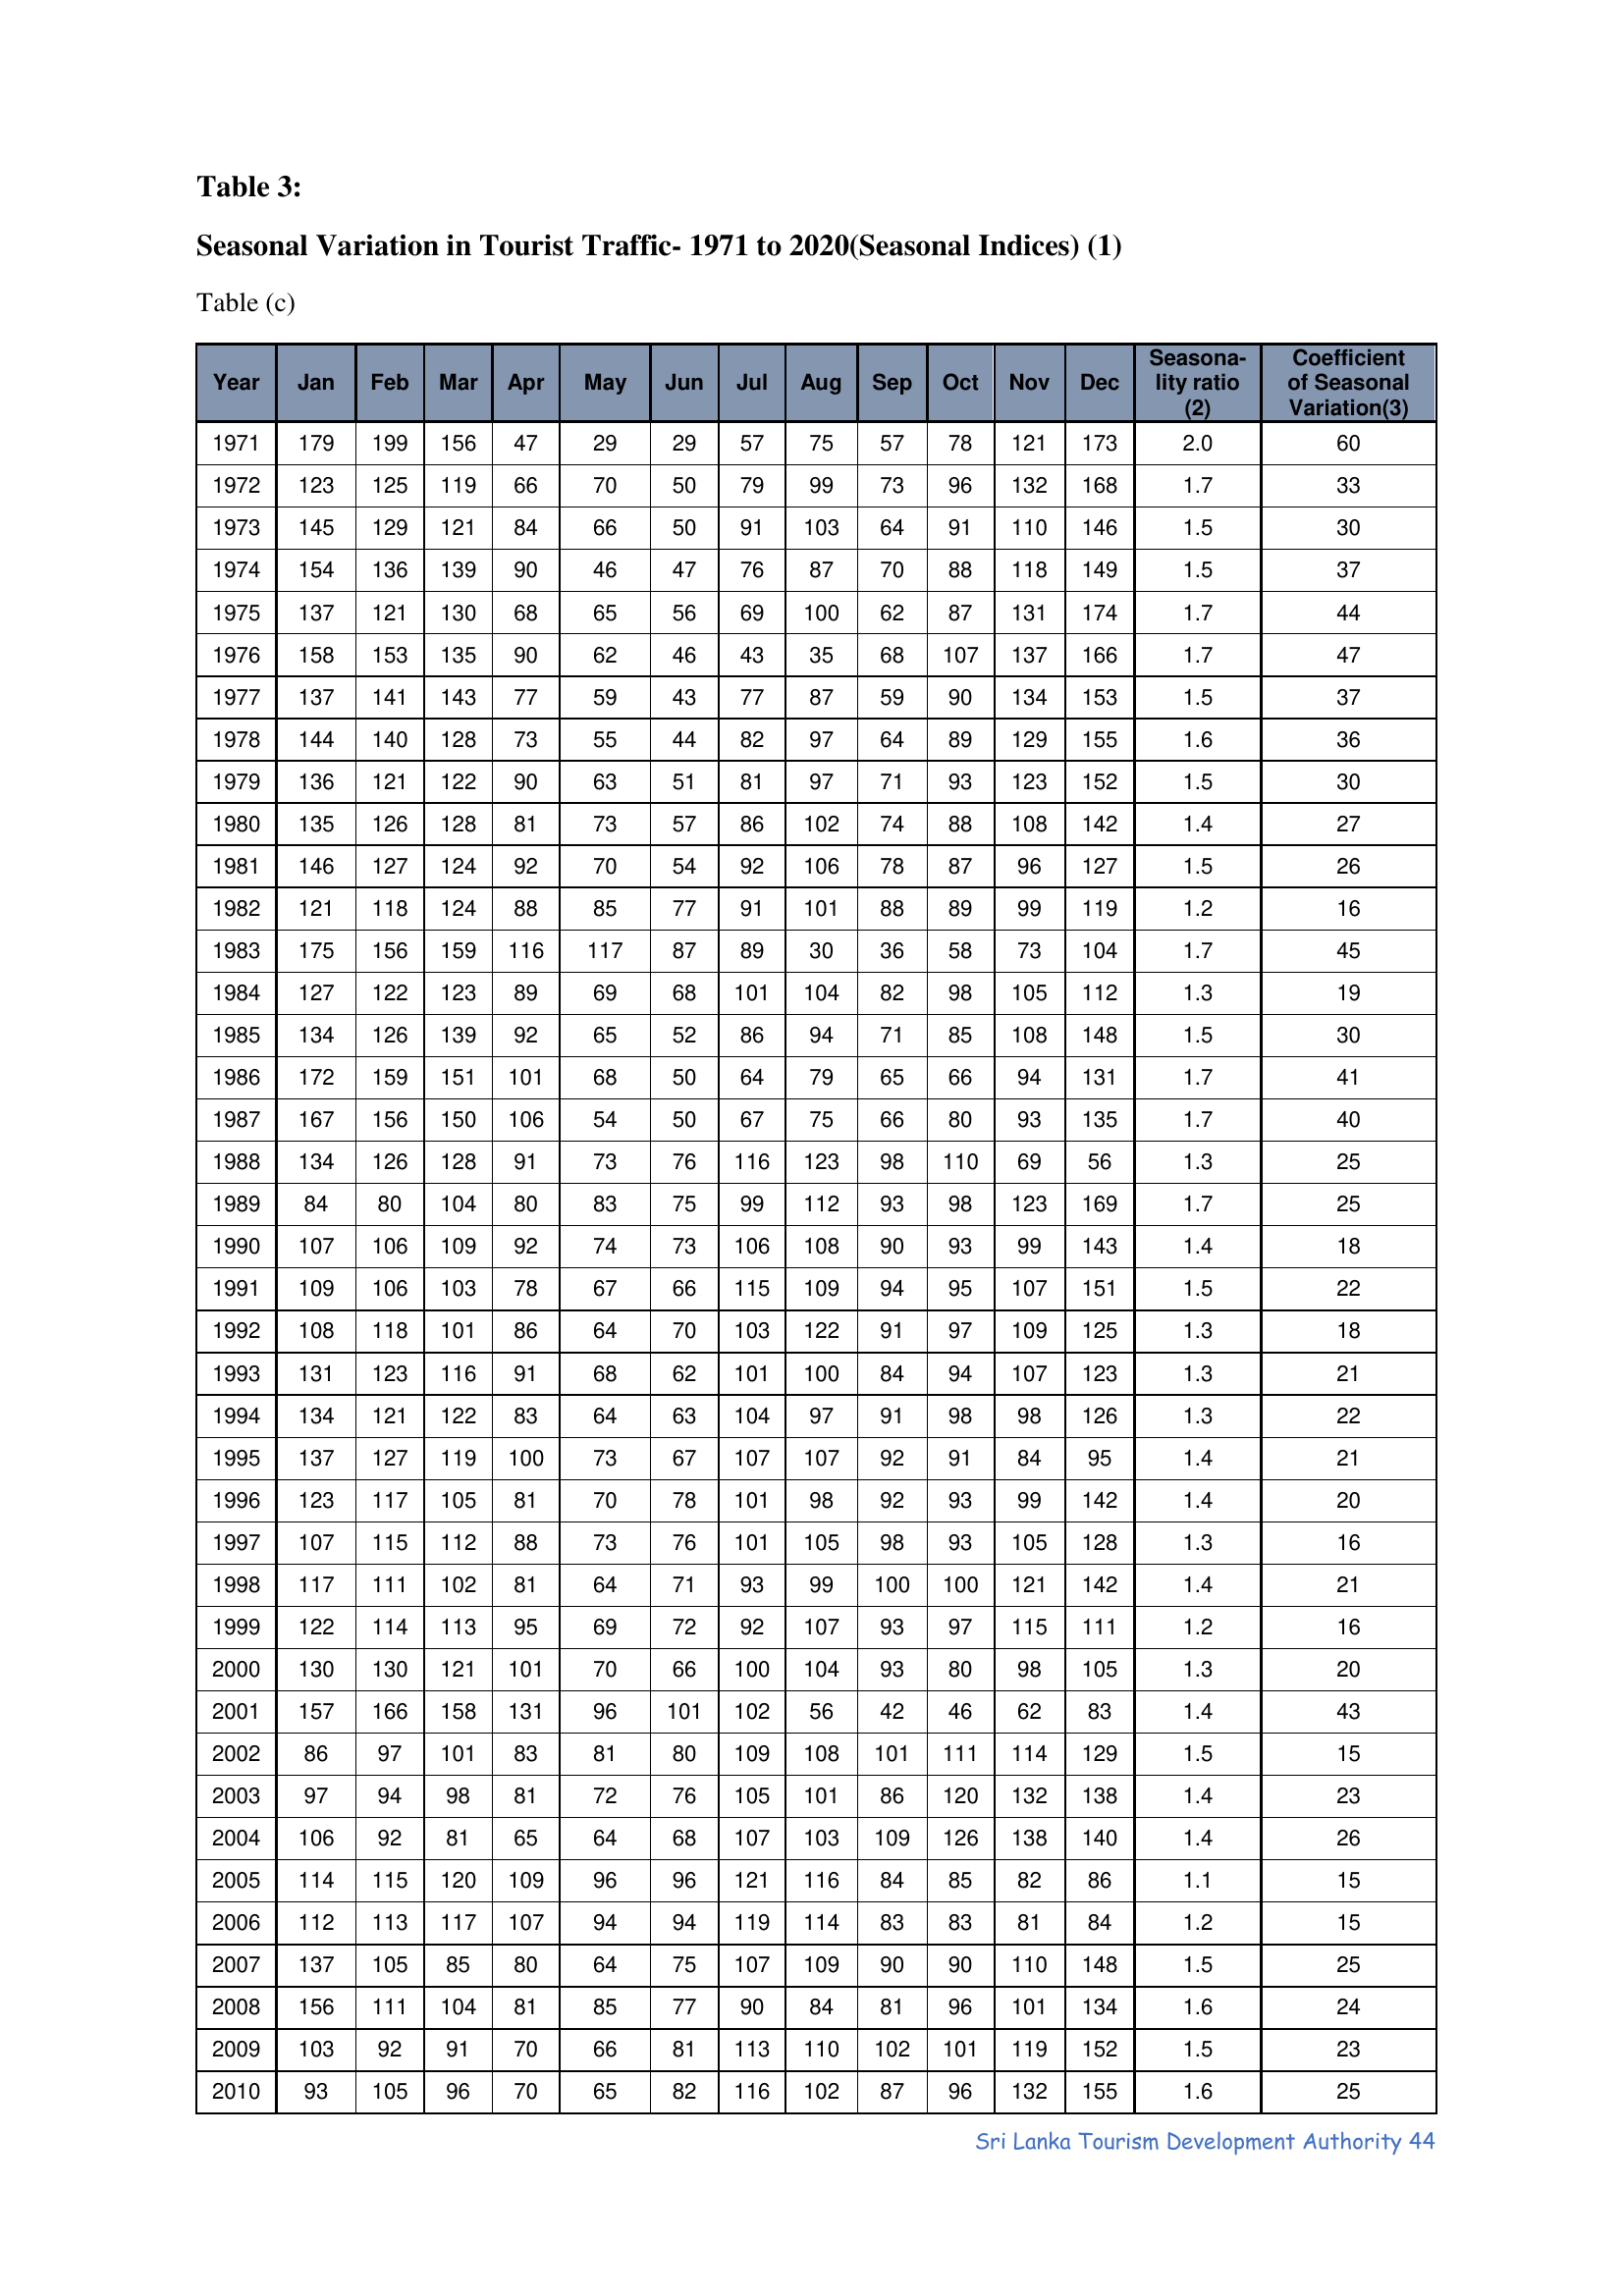 Table 3:
Seasonal Variation in Tourist Traffic- 1971 to 2020(Seasonal Indices) (1)
Table (c)
Year Jan Feb Mar Apr May Jun Jul Aug Sep Oct Nov Dec Seasona-lity ratio (2) Coefficient of Seasonal Variation(3)
1971 179 199 156 47 29 29 57 75 57 78 121 173 2.0 60
1972 123 125 119 66 70 50 79 99 73 96 132 168 1.7 33
1973 145 129 121 84 66 50 91 103 64 91 110 146 1.5 30
1974 154 136 139 90 46 47 76 87 70 88 118 149 1.5 37
1975 137 121 130 68 65 56 69 100 62 87 131 174 1.7 44
1976 158 153 135 90 62 46 43 35 68 107 137 166 1.7 47
1977 137 141 143 77 59 43 77 87 59 90 134 153 1.5 37
1978 144 140 128 73 55 44 82 97 64 89 129 155 1.6 36
1979 136 121 122 90 63 51 81 97 71 93 123 152 1.5 30
1980 135 126 128 81 73 57 86 102 74 88 108 142 1.4 27
1981 146 127 124 92 70 54 92 106 78 87 96 127 1.5 26
1982 121 118 124 88 85 77 91 101 88 89 99 119 1.2 16
1983 175 156 159 116 117 87 89 30 36 58 73 104 1.7 45
1984 127 122 123 89 69 68 101 104 82 98 105 112 1.3 19
1985 134 126 139 92 65 52 86 94 71 85 108 148 1.5 30
1986 172 159 151 101 68 50 64 79 65 66 94 131 1.7 41
1987 167 156 150 106 54 50 67 75 66 80 93 135 1.7 40
1988 134 126 128 91 73 76 116 123 98 110 69 56 1.3 25
1989 84 80 104 80 83 75 99 112 93 98 123 169 1.7 25
1990 107 106 109 92 74 73 106 108 90 93 99 143 1.4 18
1991 109 106 103 78 67 66 115 109 94 95 107 151 1.5 22
1992 108 118 101 86 64 70 103 122 91 97 109 125 1.3 18
1993 131 123 116 91 68 62 101 100 84 94 107 123 1.3 21
1994 134 121 122 83 64 63 104 97 91 98 98 126 1.3 22
1995 137 127 119 100 73 67 107 107 92 91 84 95 1.4 21
1996 123 117 105 81 70 78 101 98 92 93 99 142 1.4 20
1997 107 115 112 88 73 76 101 105 98 93 105 128 1.3 16
1998 117 111 102 81 64 71 93 99 100 100 121 142 1.4 21
1999 122 114 113 95 69 72 92 107 93 97 115 111 1.2 16
2000 130 130 121 101 70 66 100 104 93 80 98 105 1.3 20
2001 157 166 158 131 96 101 102 56 42 46 62 83 1.4 43
2002 86 97 101 83 81 80 109 108 101 111 114 129 1.5 15
2003 97 94 98 81 72 76 105 101 86 120 132 138 1.4 23
2004 106 92 81 65 64 68 107 103 109 126 138 140 1.4 26
2005 114 115 120 109 96 96 121 116 84 85 82 86 1.1 15
2006 112 113 117 107 94 94 119 114 83 83 81 84 1.2 15
2007 137 105 85 80 64 75 107 109 90 90 110 148 1.5 25
2008 156 111 104 81 85 77 90 84 81 96 101 134 1.6 24
2009 103 92 91 70 66 81 113 110 102 101 119 152 1.5 23
2010 93 105 96 70 65 82 116 102 87 96 132 155 1.6 25
Sri Lanka Tourism Development Authority 44